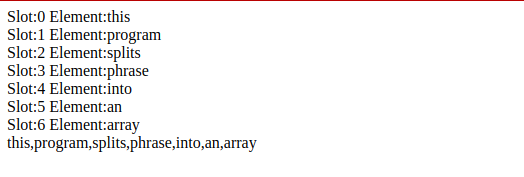 Slot:0 Element:this
Slot:1 Element:program
Slot:2 Element:splits
Slot:3 Element:phrase
Slot:4 Element:into
Slot:5 Element:an
Slot:6 Element:array
this,program,splits,phrase,into,an,array